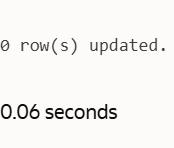 0 row(s) updated.
0.06 seconds